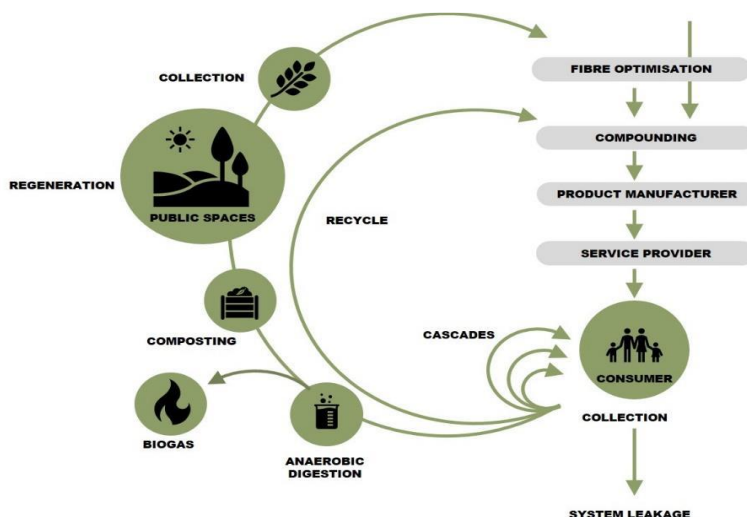 COLLECTION
FIBRE OPTIMISATION
COMPOUNDING
REGENERATION
PUBLIC SPACES
PRODUCT MANUFACTURER
RECYCLE
SERVICE PROVIDER
COMPOSTING
CASCADES
CONSUMER
COLLECTION
BIOGAS
ANAEROBIC
DIGESTION
SYSTEM LEAKAGE